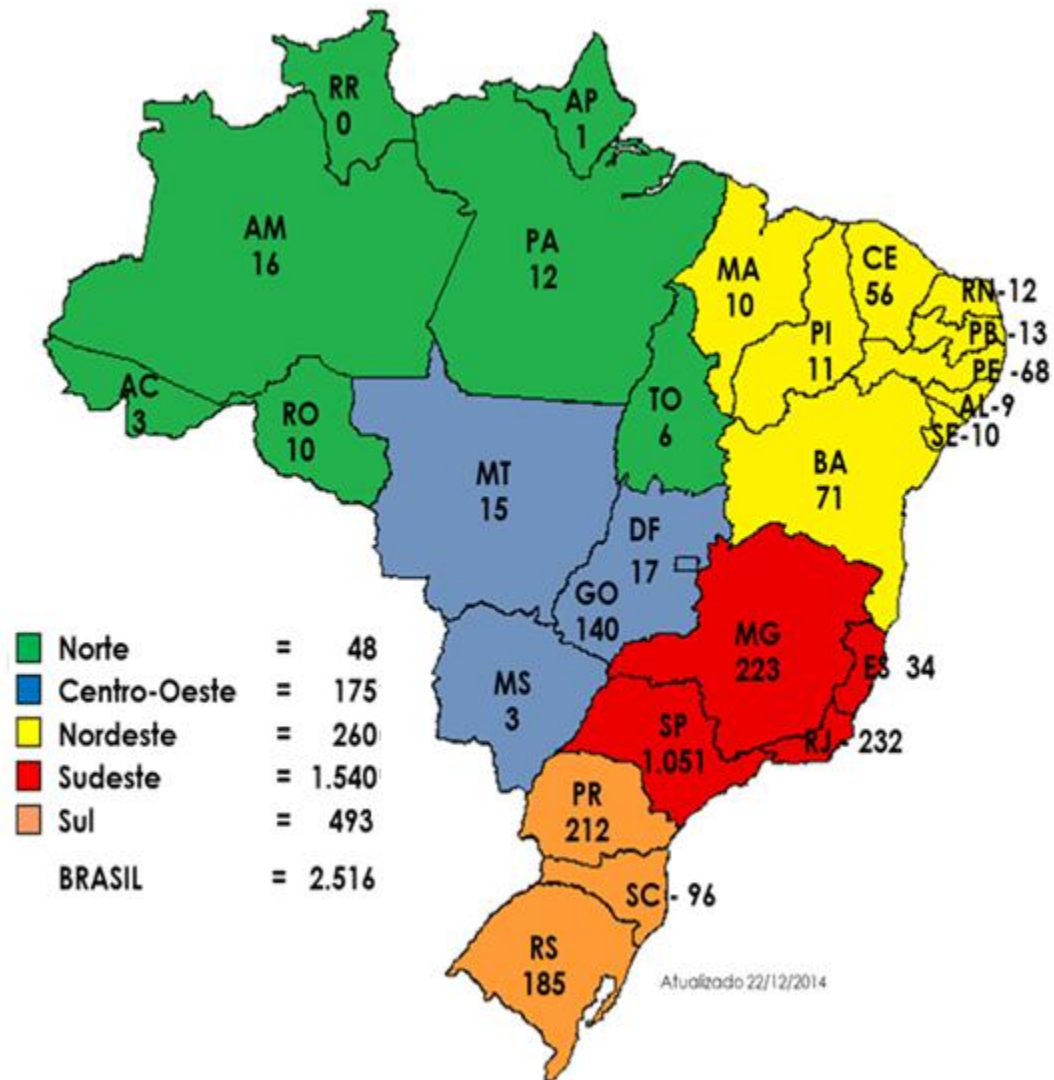 RR
0
AP
1
AM
16
PA
12
MA
10
CE
56
RN-12
PB -13
PE -68
AL-9
SE-10
PI
11
AC
3
RO
10
TO
6
BA
71
MT
15
DF
17
GO
140
MG
223
ES 34
MS
3
SP
1.051
RJ - 232
PR
212
SC - 96
RS
185
Norte = 48
Centro-Oeste = 175
Nordeste = 260
Sudeste = 1.540
Sul = 493
BRASIL = 2.516
Atualizado 22/12/2014